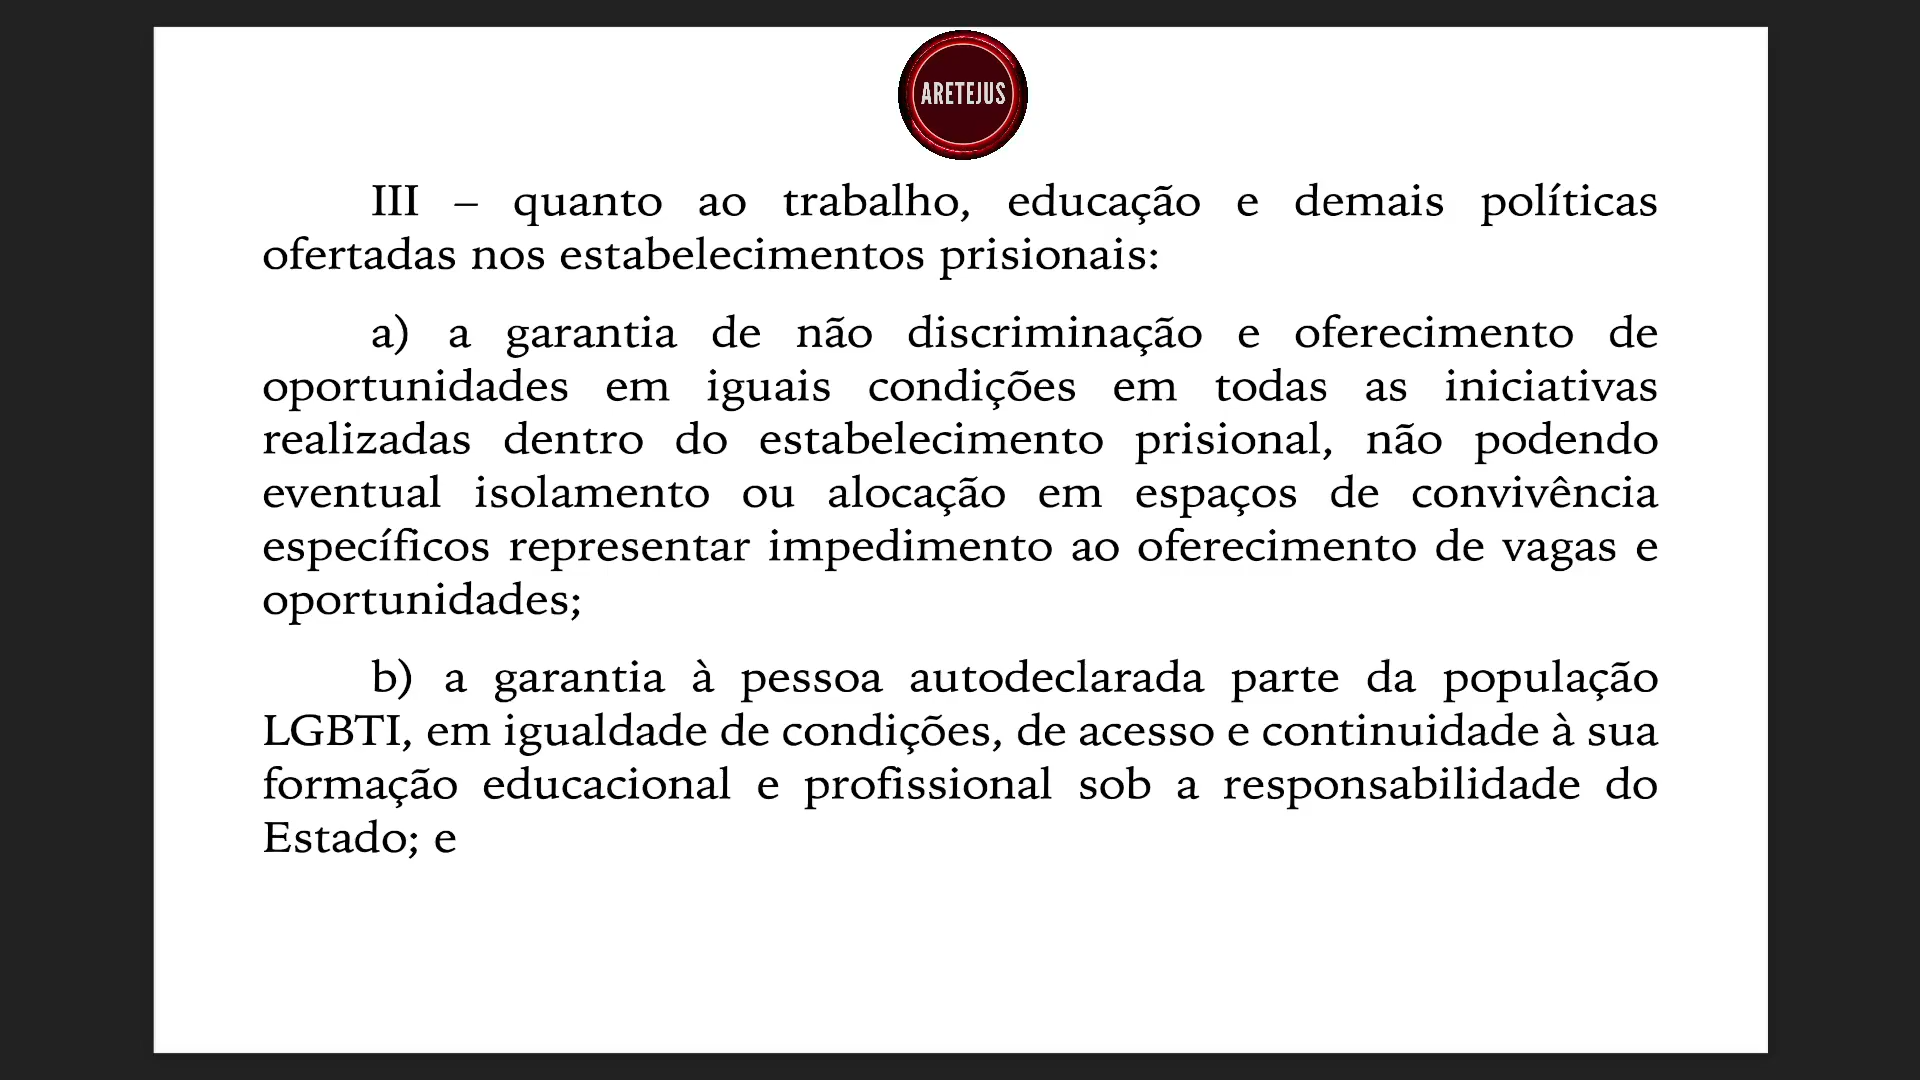 ARETEJUS
III – quanto ao trabalho, educação e demais políticas
ofertadas nos estabelecimentos prisionais:
a) a garantia de não discriminação e oferecimento de
oportunidades em iguais condições em todas as iniciativas
realizadas dentro do estabelecimento prisional, não podendo
eventual isolamento ou alocação em espaços de convivência
específicos representar impedimento ao oferecimento de vagas e
oportunidades;
b) a garantia à pessoa autodeclarada parte da população
LGBTI, em igualdade de condições, de acesso e continuidade à sua
formação educacional e profissional sob a responsabilidade do
Estado; e